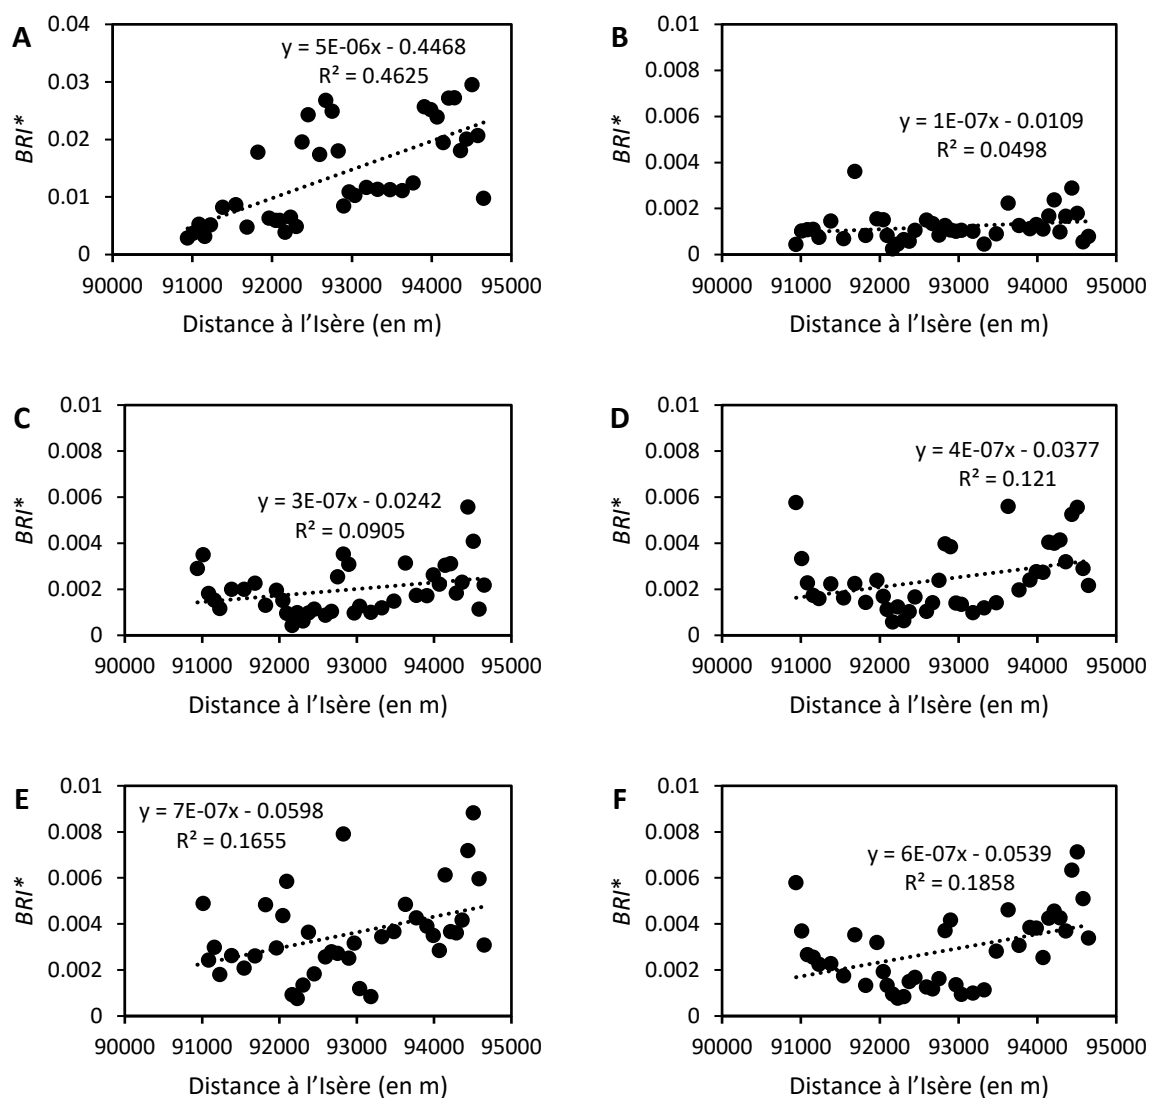 A
BRI*
0.04
0.03
0.02
0.01
0
y = 5E-06x - 0.4468
R² = 0.4625
90000 91000 92000 93000 94000 95000
Distance à l'Isère (en m)
B
BRI*
0.01
0.008
0.006
0.004
0.002
0
y = 1E-07x - 0.0109
R² = 0.0498
90000 91000 92000 93000 94000 95000
Distance à l'Isère (en m)
C
BRI*
0.01
0.008
0.006
0.004
0.002
0
y = 3E-07x - 0.0242
R² = 0.0905
90000 91000 92000 93000 94000 95000
Distance à l'Isère (en m)
D
BRI*
0.01
0.008
0.006
0.004
0.002
0
y = 4E-07x - 0.0377
R² = 0.121
90000 91000 92000 93000 94000 95000
Distance à l'Isère (en m)
E
BRI*
0.01
0.008
0.006
0.004
0.002
0
y = 7E-07x - 0.0598
R² = 0.1655
90000 91000 92000 93000 94000 95000
Distance à l'Isère (en m)
F
BRI*
0.01
0.008
0.006
0.004
0.002
0
y = 6E-07x - 0.0539
R² = 0.1858
90000 91000 92000 93000 94000 95000
Distance à l'Isère (en m)